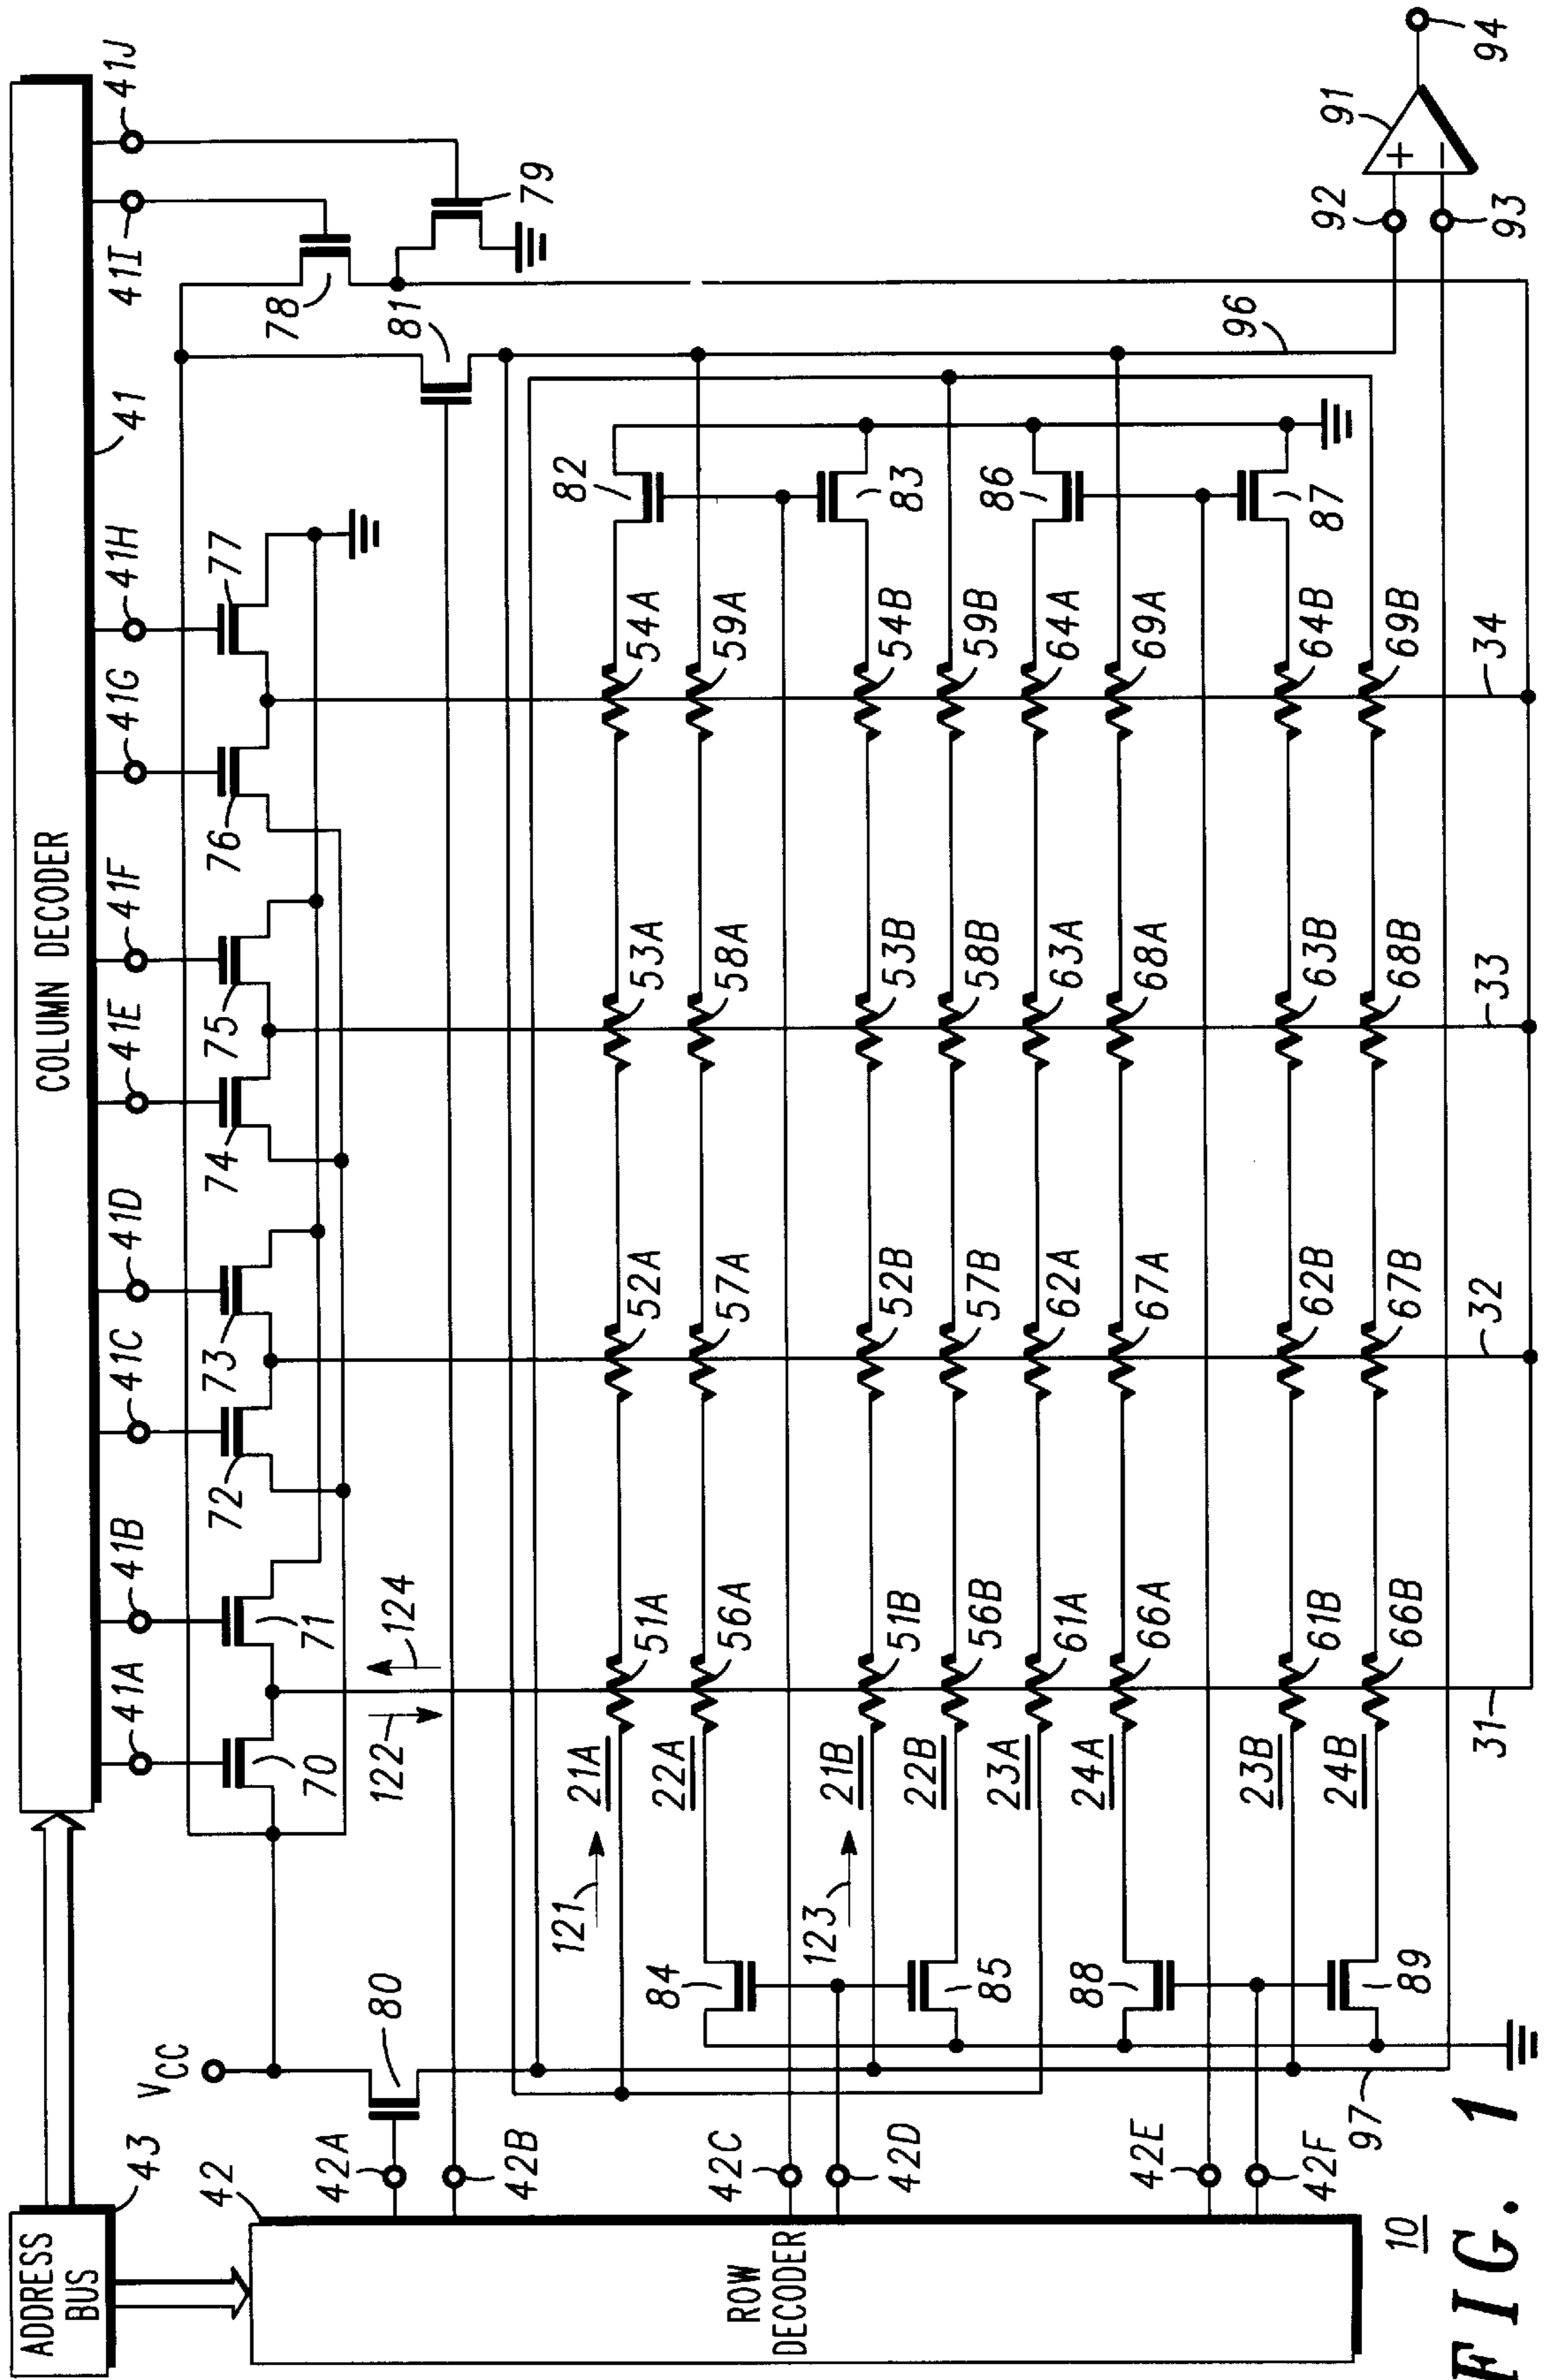 ADDRESS
BUS
43
COLUMN DECODER
41
41A
41B
41C
41D
41E
41F
41G
41H
41I
41J
VCC
70
71
72
73
74
75
76
77
78
79
122
124
80
81
42
42A
42B
42C
42D
42E
42F
ROW
DECODER
121
21A
51A
52A
53A
54A
82
84
22A
56A
57A
58A
59A
123
21B
51B
52B
53B
54B
83
85
22B
56B
57B
58B
59B
23A
61A
62A
63A
64A
86
88
24A
66A
67A
68A
69A
96
23B
61B
62B
63B
64B
87
89
24B
66B
67B
68B
69B
97
31
32
33
34
92
+
91
−
93
94
10
FIG. 1